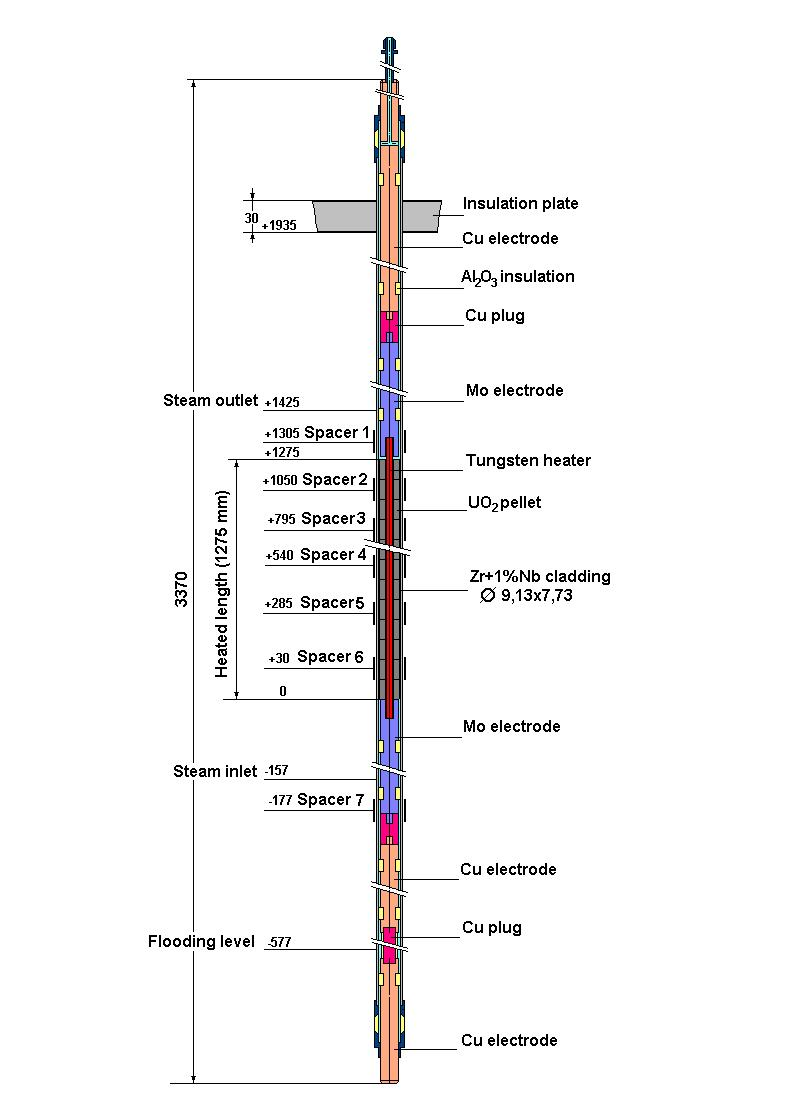 Insulation plate
30
+1935
Cu electrode
Al2O3 insulation
Cu plug
Mo electrode
Steam outlet +1425
+1305 Spacer 1
+1275
Tungsten heater
+1050 Spacer 2
UO2 pellet
+795 Spacer 3
+540 Spacer 4
Zr+1%Nb cladding
Ø 9,13x7,73
3370
Heated length (1275 mm)
+285 Spacer 5
+30 Spacer 6
0
Mo electrode
Steam inlet -157
-177 Spacer 7
Cu electrode
Cu plug
Flooding level -577
Cu electrode